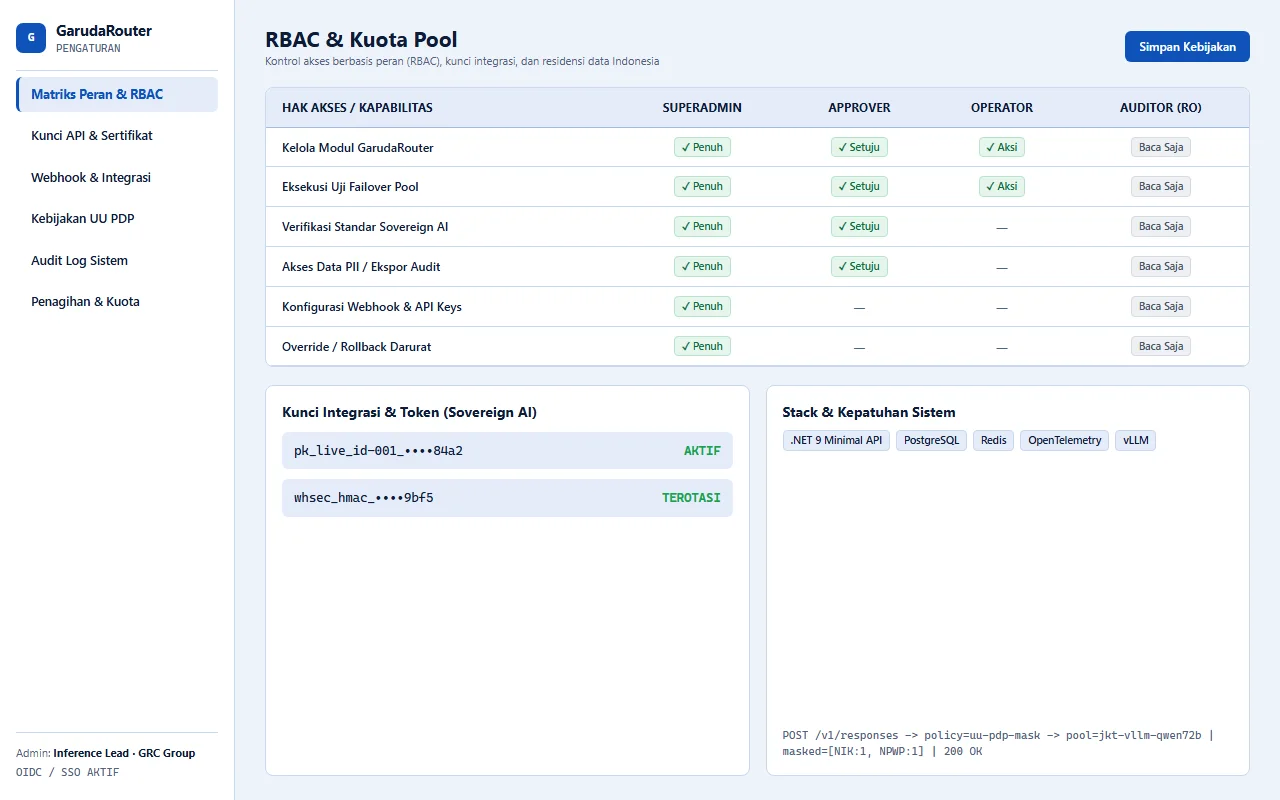 G
GarudaRouter
PENGATURAN
Matriks Peran & RBAC
Kunci API & Sertifikat
Webhook & Integrasi
Kebijakan UU PDP
Audit Log Sistem
Penagihan & Kuota
Admin: Inference Lead · GRC Group
OIDC / SSO AKTIF
RBAC & Kuota Pool
Kontrol akses berbasis peran (RBAC), kunci integrasi, dan residensi data Indonesia
Simpan Kebijakan
HAK AKSES / KAPABILITAS SUPERADMIN APPROVER OPERATOR AUDITOR (RO)
Kelola Modul GarudaRouter ✓ Penuh ✓ Setuju ✓ Aksi Baca Saja
Eksekusi Uji Failover Pool ✓ Penuh ✓ Setuju ✓ Aksi Baca Saja
Verifikasi Standar Sovereign AI ✓ Penuh ✓ Setuju — Baca Saja
Akses Data PII / Ekspor Audit ✓ Penuh ✓ Setuju — Baca Saja
Konfigurasi Webhook & API Keys ✓ Penuh — — Baca Saja
Override / Rollback Darurat ✓ Penuh — — Baca Saja
Kunci Integrasi & Token (Sovereign AI)
pk_live_id-001_••••84a2 AKTIF
whsec_hmac_••••9bf5 TEROTASI
Stack & Kepatuhan Sistem
.NET 9 Minimal API PostgreSQL Redis OpenTelemetry vLLM
POST /v1/responses -> policy=uu-pdp-mask -> pool=jkt-vllm-qwen72b |
masked=[NIK:1, NPWP:1] | 200 OK